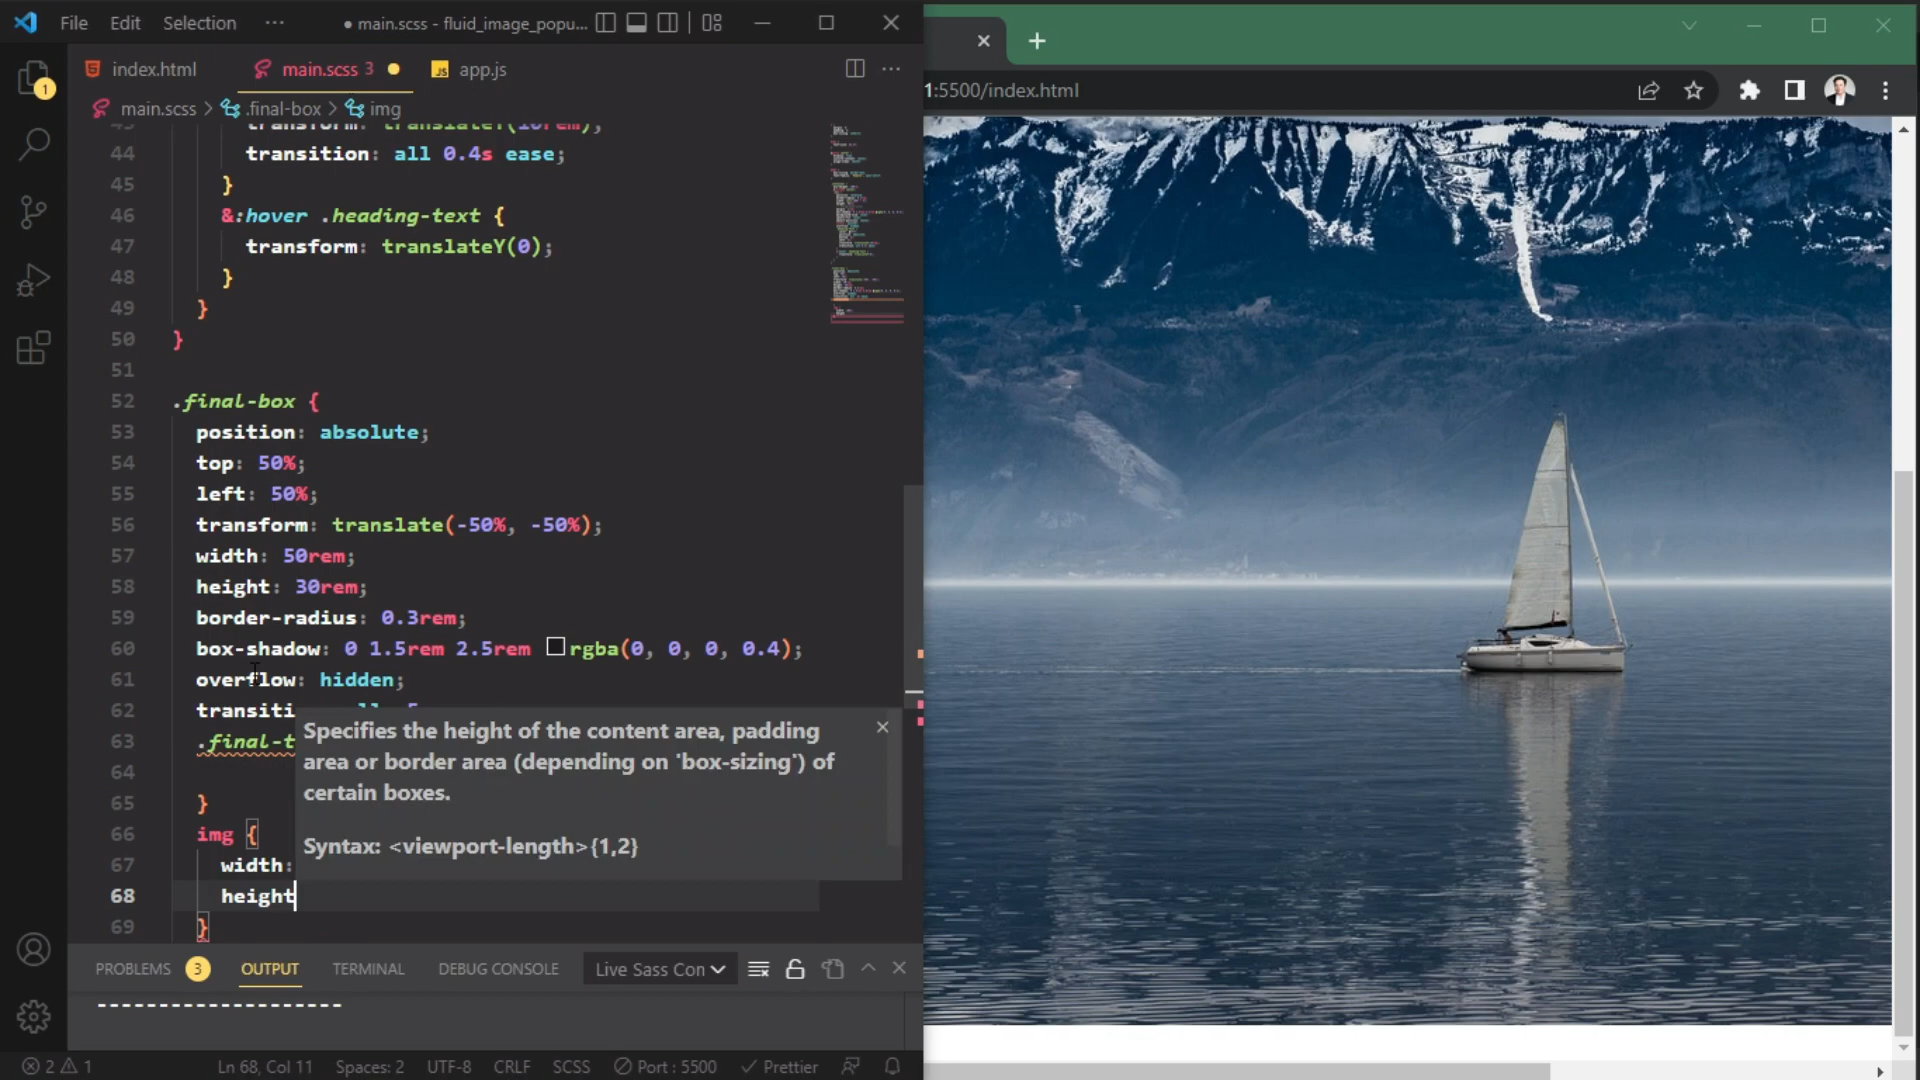 File Edit Selection ··· ● main.scss - fluid_image_popu...
index.html main.scss 3 JS app.js
main.scss > .final-box > img
44 transition: all 0.4s ease;
45 }
46 &:hover .heading-text {
47 transform: translateY(0);
48 }
49 }
50 }
51
52 .final-box {
53 position: absolute;
54 top: 50%;
55 left: 50%;
56 transform: translate(-50%, -50%);
57 width: 50rem;
58 height: 30rem;
59 border-radius: 0.3rem;
60 box-shadow: 0 1.5rem 2.5rem rgba(0, 0, 0, 0.4);
61 overflow: hidden;
62 transiti
63 .final-t
64
65 }
66 img {
67 width:
68 height
69 }
Specifies the height of the content area, padding
area or border area (depending on 'box-sizing') of
certain boxes.
Syntax: <viewport-length>{1,2}
PROBLEMS 3 OUTPUT TERMINAL DEBUG CONSOLE Live Sass Con
--------------------
2 1 Ln 68, Col 11 Spaces: 2 UTF-8 CRLF SCSS Port : 5500 Prettier
1
1:5500/index.html